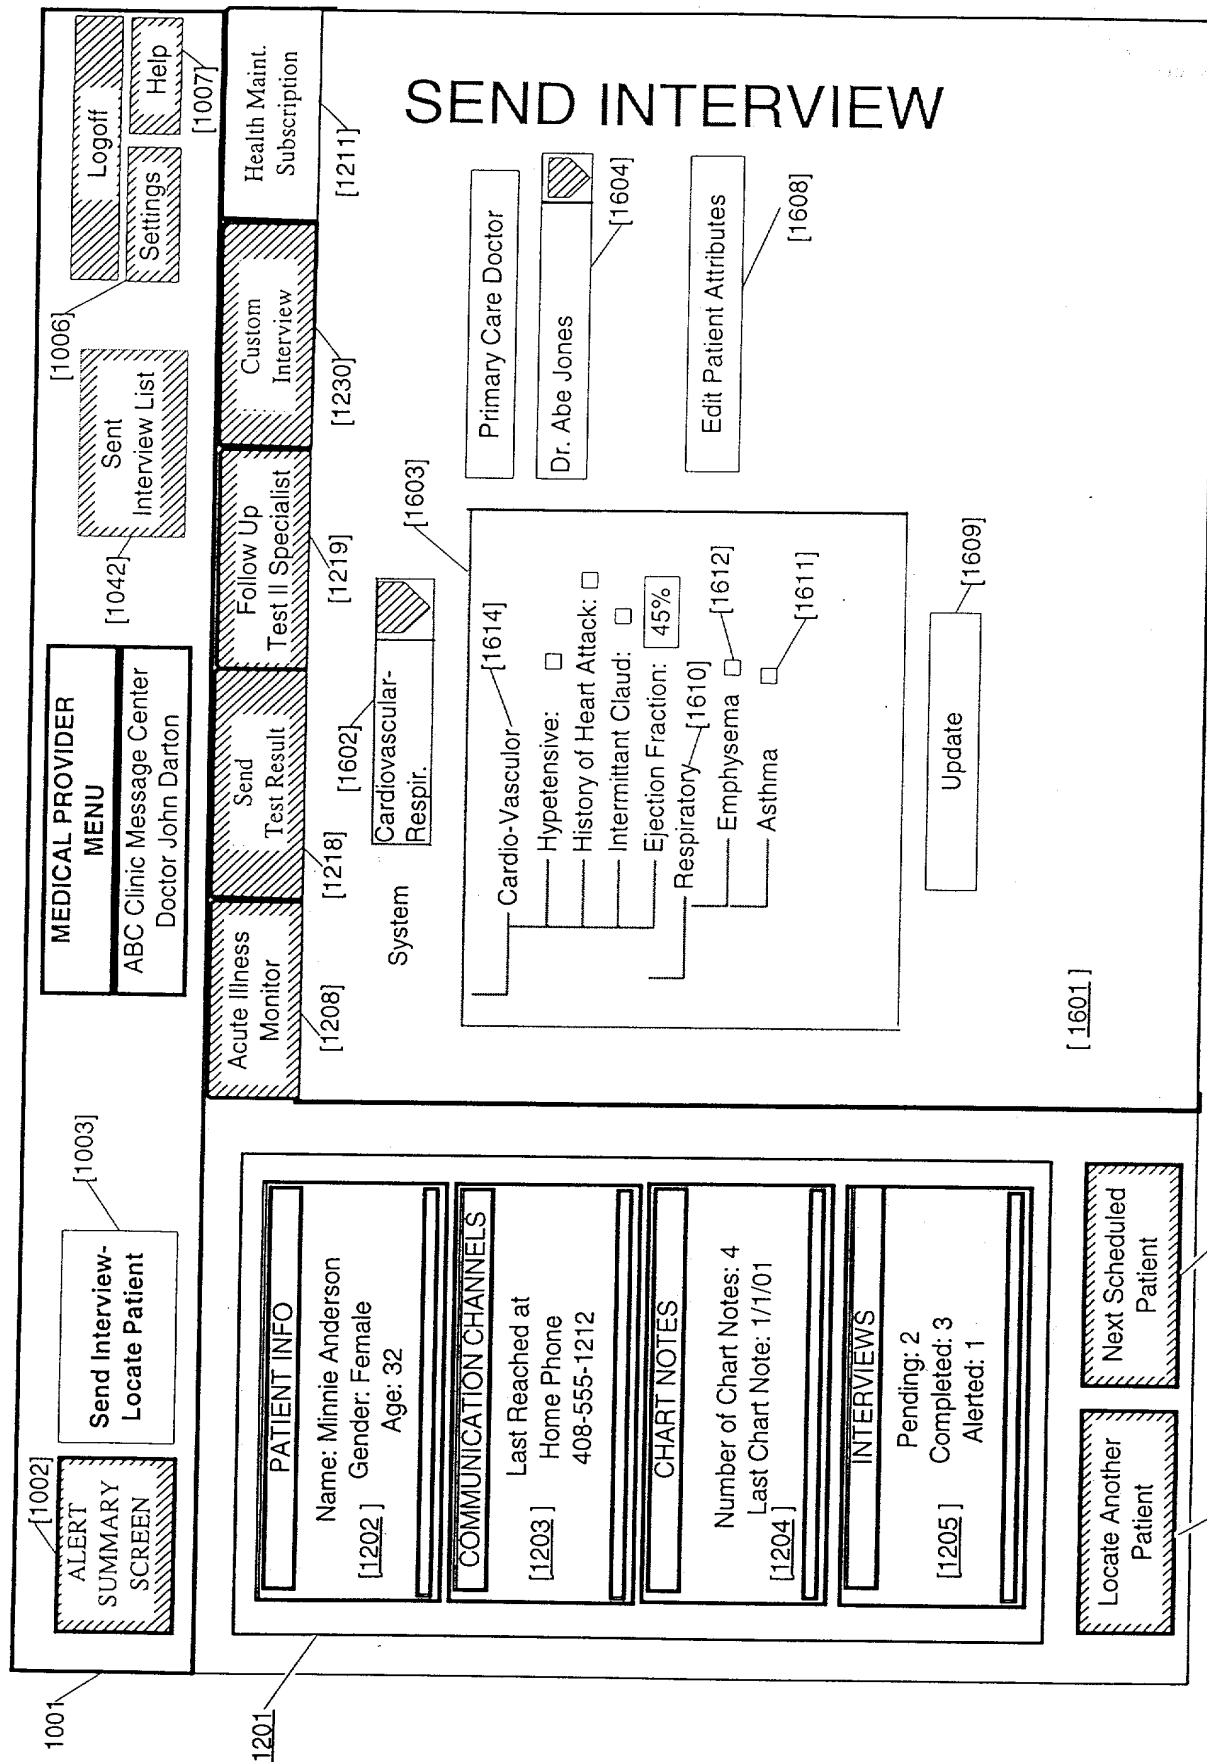 1001
[1002]
ALERT
SUMMARY
SCREEN
Send Interview-
Locate Patient
[1003]
MEDICAL PROVIDER
MENU
ABC Clinic Message Center
Doctor John Darton
[1042]
Sent
Interview List
[1006]
Logoff
Settings
Help
[1007]
Acute Illness
Monitor
[1208]
Send
Test Result
[1218]
Follow Up
Test II Specialist
[1219]
Custom
Interview
[1230]
Health Maint.
Subscription
[1211]
1201
PATIENT INFO
Name: Minnie Anderson
Gender: Female
Age: 32
[1202]
COMMUNICATION CHANNELS
Last Reached at
Home Phone
408-555-1212
[1203]
CHART NOTES
Number of Chart Notes: 4
Last Chart Note: 1/1/01
[1204]
INTERVIEWS
Pending: 2
Completed: 3
Alerted: 1
[1205]
Locate Another
Patient
Next Scheduled
Patient
SEND INTERVIEW
System
[1602]
Cardiovascular-
Respir.
[1603]
Cardio-Vasculor
[1614]
Hypetensive:
History of Heart Attack:
Intermittant Claud:
Ejection Fraction: 45%
Respiratory
[1610]
Emphysema
[1612]
Asthma
[1611]
Update
[1609]
Primary Care Doctor
Dr. Abe Jones
[1604]
Edit Patient Attributes
[1608]
[1601]